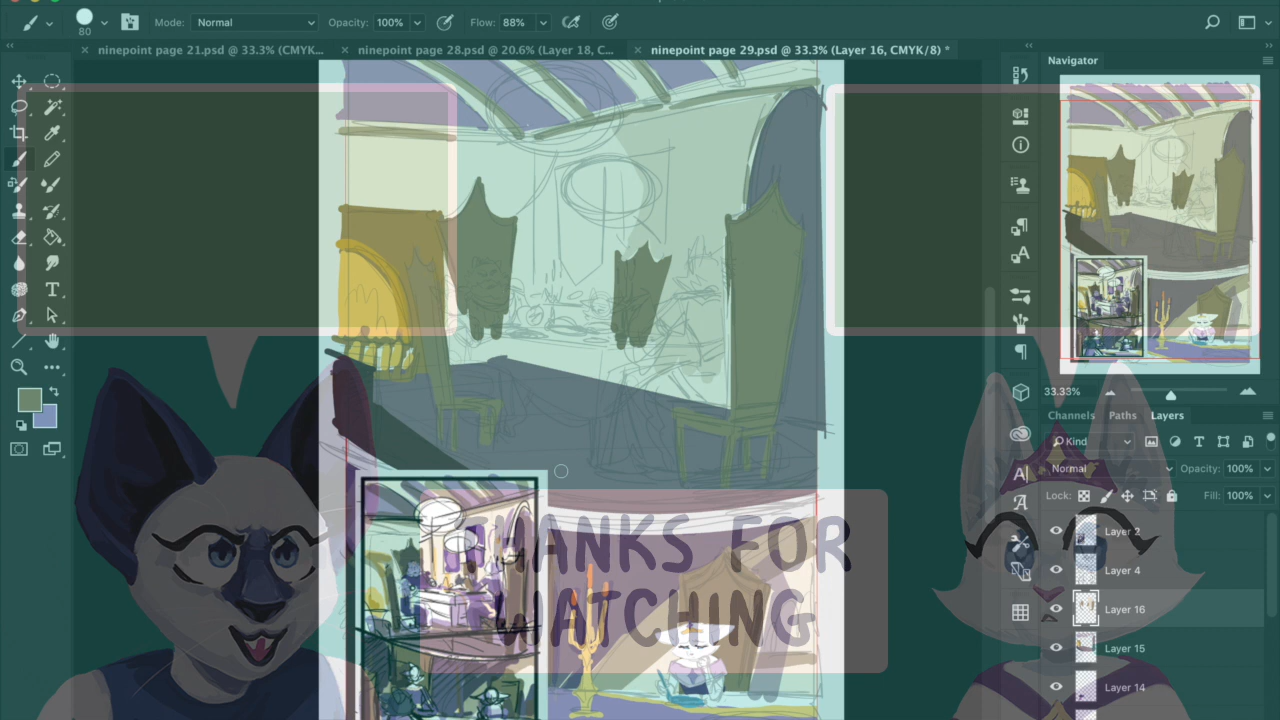 80 Mode: Normal Opacity: 100% Flow: 88%
ninepoint page 21.psd @ 33.3% (CMYK... ninepoint page 28.psd @ 20.6% (Layer 18, C... ninepoint page 29.psd @ 33.3% (Layer 16, CMYK/8) *
Navigator
33.33%
Channels Paths Layers
Kind
Normal Opacity: 100%
Lock: Fill: 100%
Layer 2
Layer 4
Layer 16
Layer 15
Layer 14
THANKS FOR
WATCHING